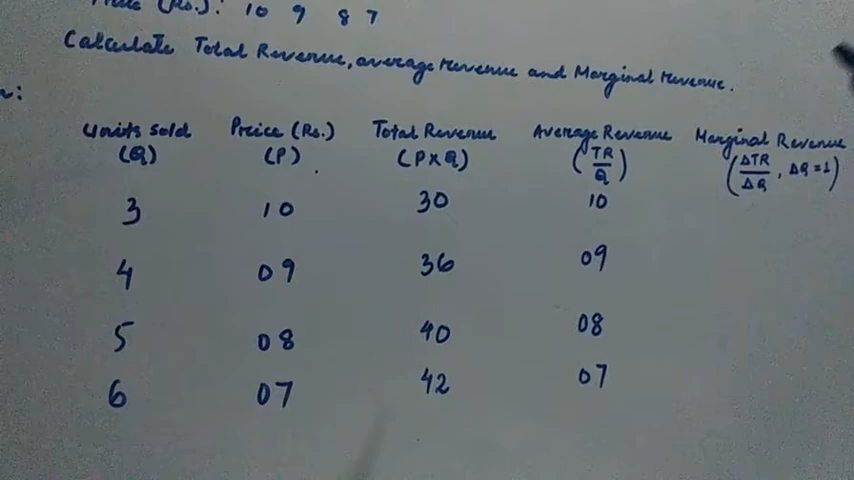 Price (Rs.): 10 9 8 7
Calculate Total Revenue, average revenue and Marginal revenue.
Units sold Price (Rs.) Total Revenue Average Revenue Marginal Revenue
(Q) (P) . (P×Q) (TR/Q) (ΔTR/ΔQ, ΔQ=1)
3 10 30 10
4 09 36 09
5 08 40 08
6 07 42 07